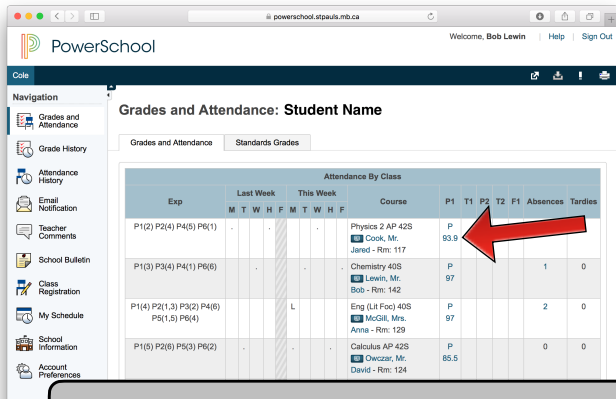 powerschool.stpauls.mb.ca
PowerSchool
Welcome, Bob Lewin | Help | Sign Out
Cole
Navigation
Grades and Attendance
Grade History
Attendance History
Email Notification
Teacher Comments
School Bulletin
Class Registration
My Schedule
School Information
Account Preferences
Grades and Attendance: Student Name
Grades and Attendance Standards Grades
Attendance By Class
Exp Last Week This Week Course P1 T1 P2 T2 F1 Absences Tardies
M T W H F M T W H F
P1(2) P2(4) P4(5) P6(1) . . . Physics 2 AP 42S P
Cook, Mr. 93.9
Jared - Rm: 117
P1(3) P3(4) P4(1) P6(6) . . . Chemistry 40S P 1 0
Lewin, Mr. 97
Bob - Rm: 142
P1(4) P2(1,3) P3(2) P4(6) L Eng (Lit Foc) 40S P 2 0
P5(1,5) P6(4) McGill, Mrs. 97
Anna - Rm: 129
P1(5) P2(6) P5(3) P6(2) . . . Calculus AP 42S P 0 0
Owczar, Mr. 85.5
David - Rm: 124